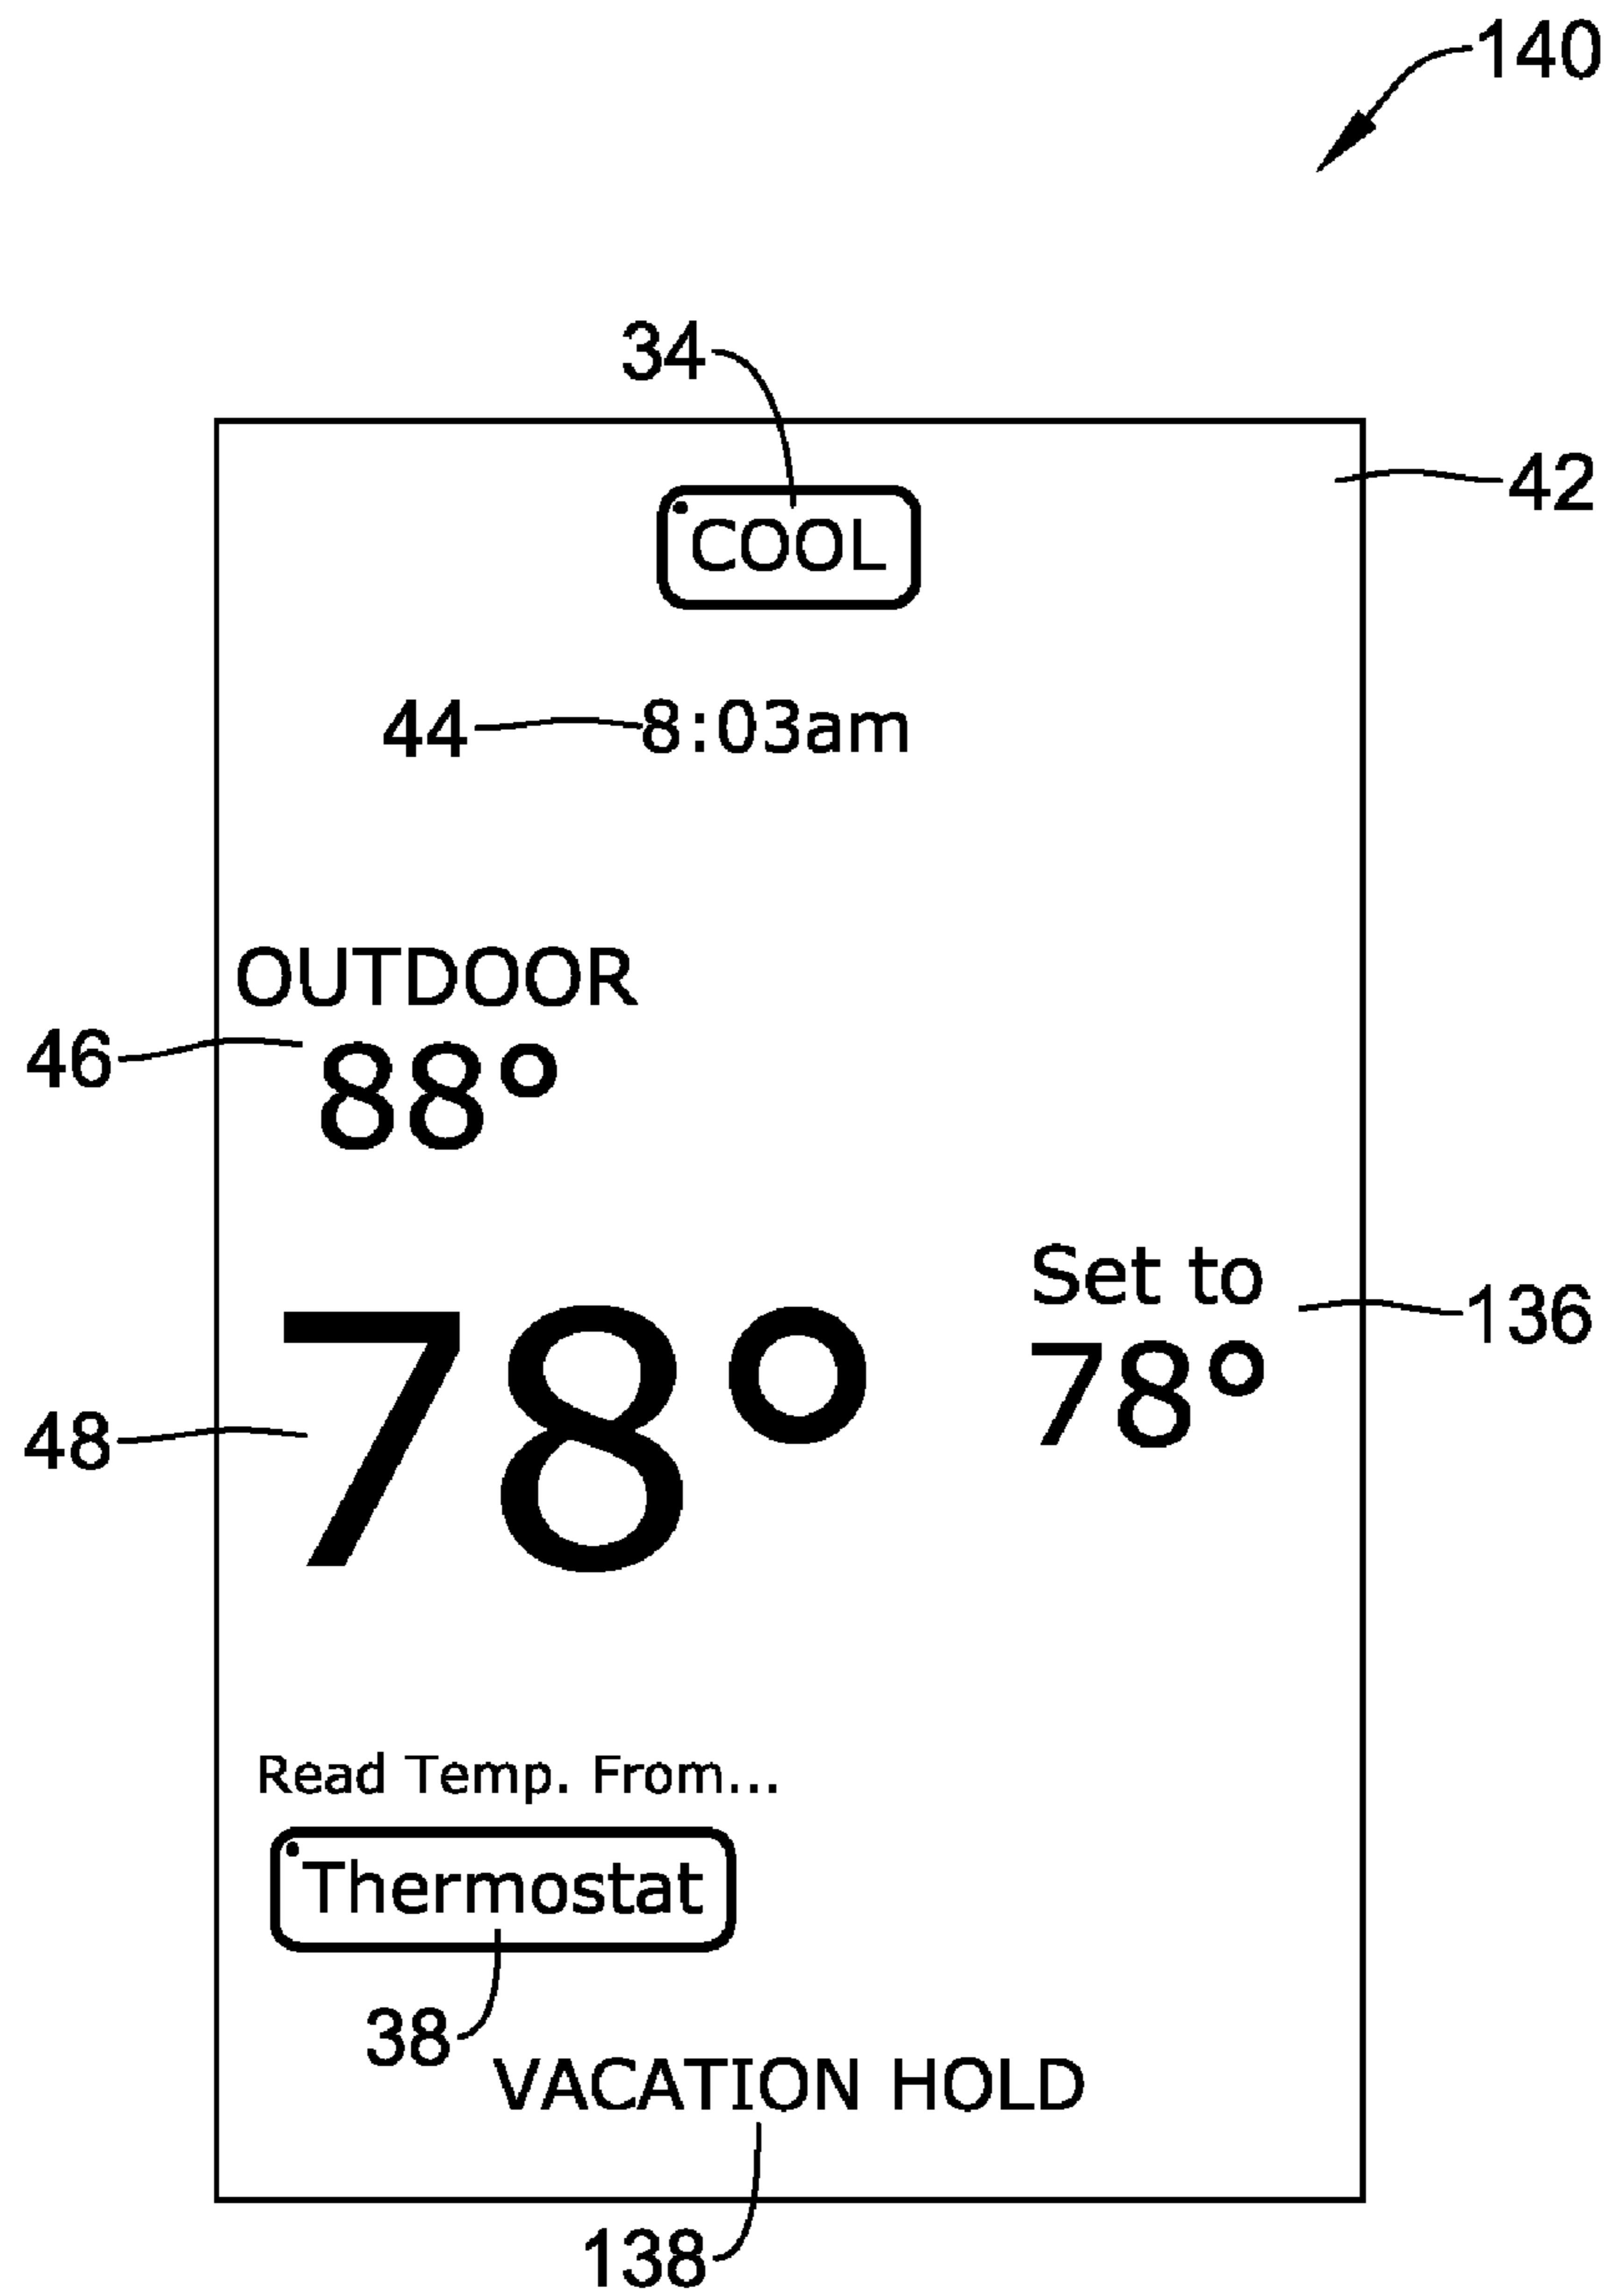 140
34
COOL
42
44 8:03am
OUTDOOR
46
88°
Set to
136
78°
78°
48
Read Temp. From...
Thermostat
38
VACATION HOLD
138